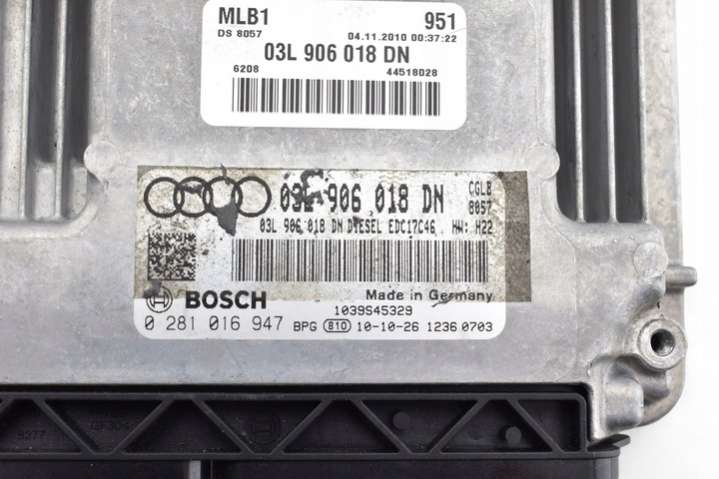 MLB1 951
DS 8057 04.11.2010 00:37:22
03L 906 018 DN
6208 44518028
03L 906 018 DN CGLB
8057
03L 906 018 DN DIESEL EDC17C46 HW: H22
BOSCH Made in Germany
1039S45329
0 281 016 947 BPG 810 10-10-26 1236 0703